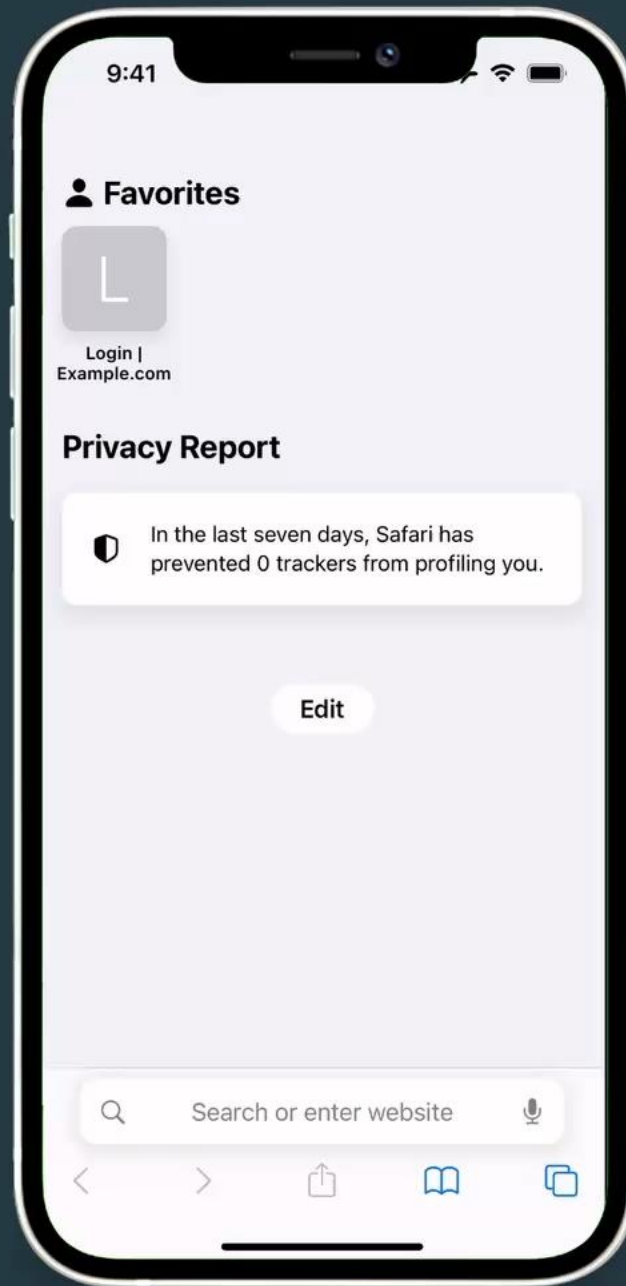 9:41
Favorites
L
Login |
Example.com
Privacy Report
In the last seven days, Safari has
prevented 0 trackers from profiling you.
Edit
Search or enter website